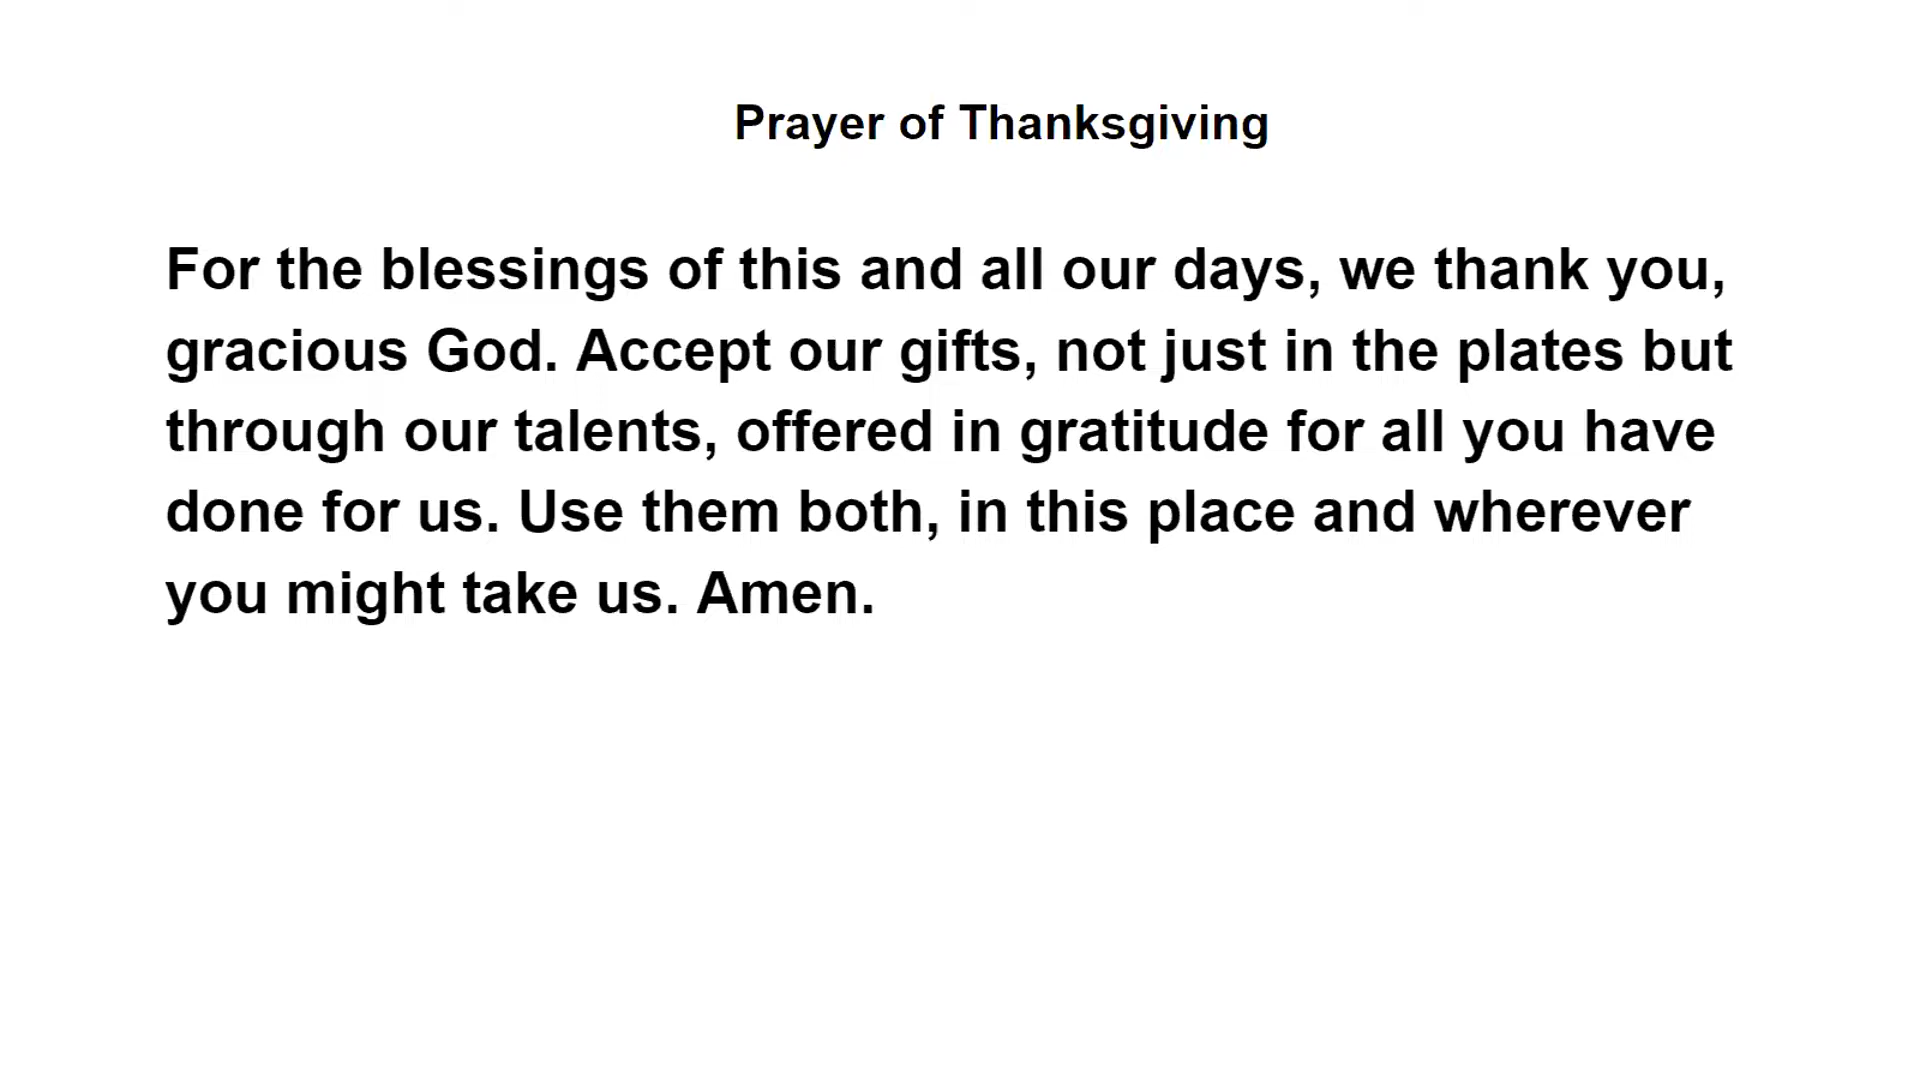 Prayer of Thanksgiving
For the blessings of this and all our days, we thank you,
gracious God. Accept our gifts, not just in the plates but
through our talents, offered in gratitude for all you have
done for us. Use them both, in this place and wherever
you might take us. Amen.